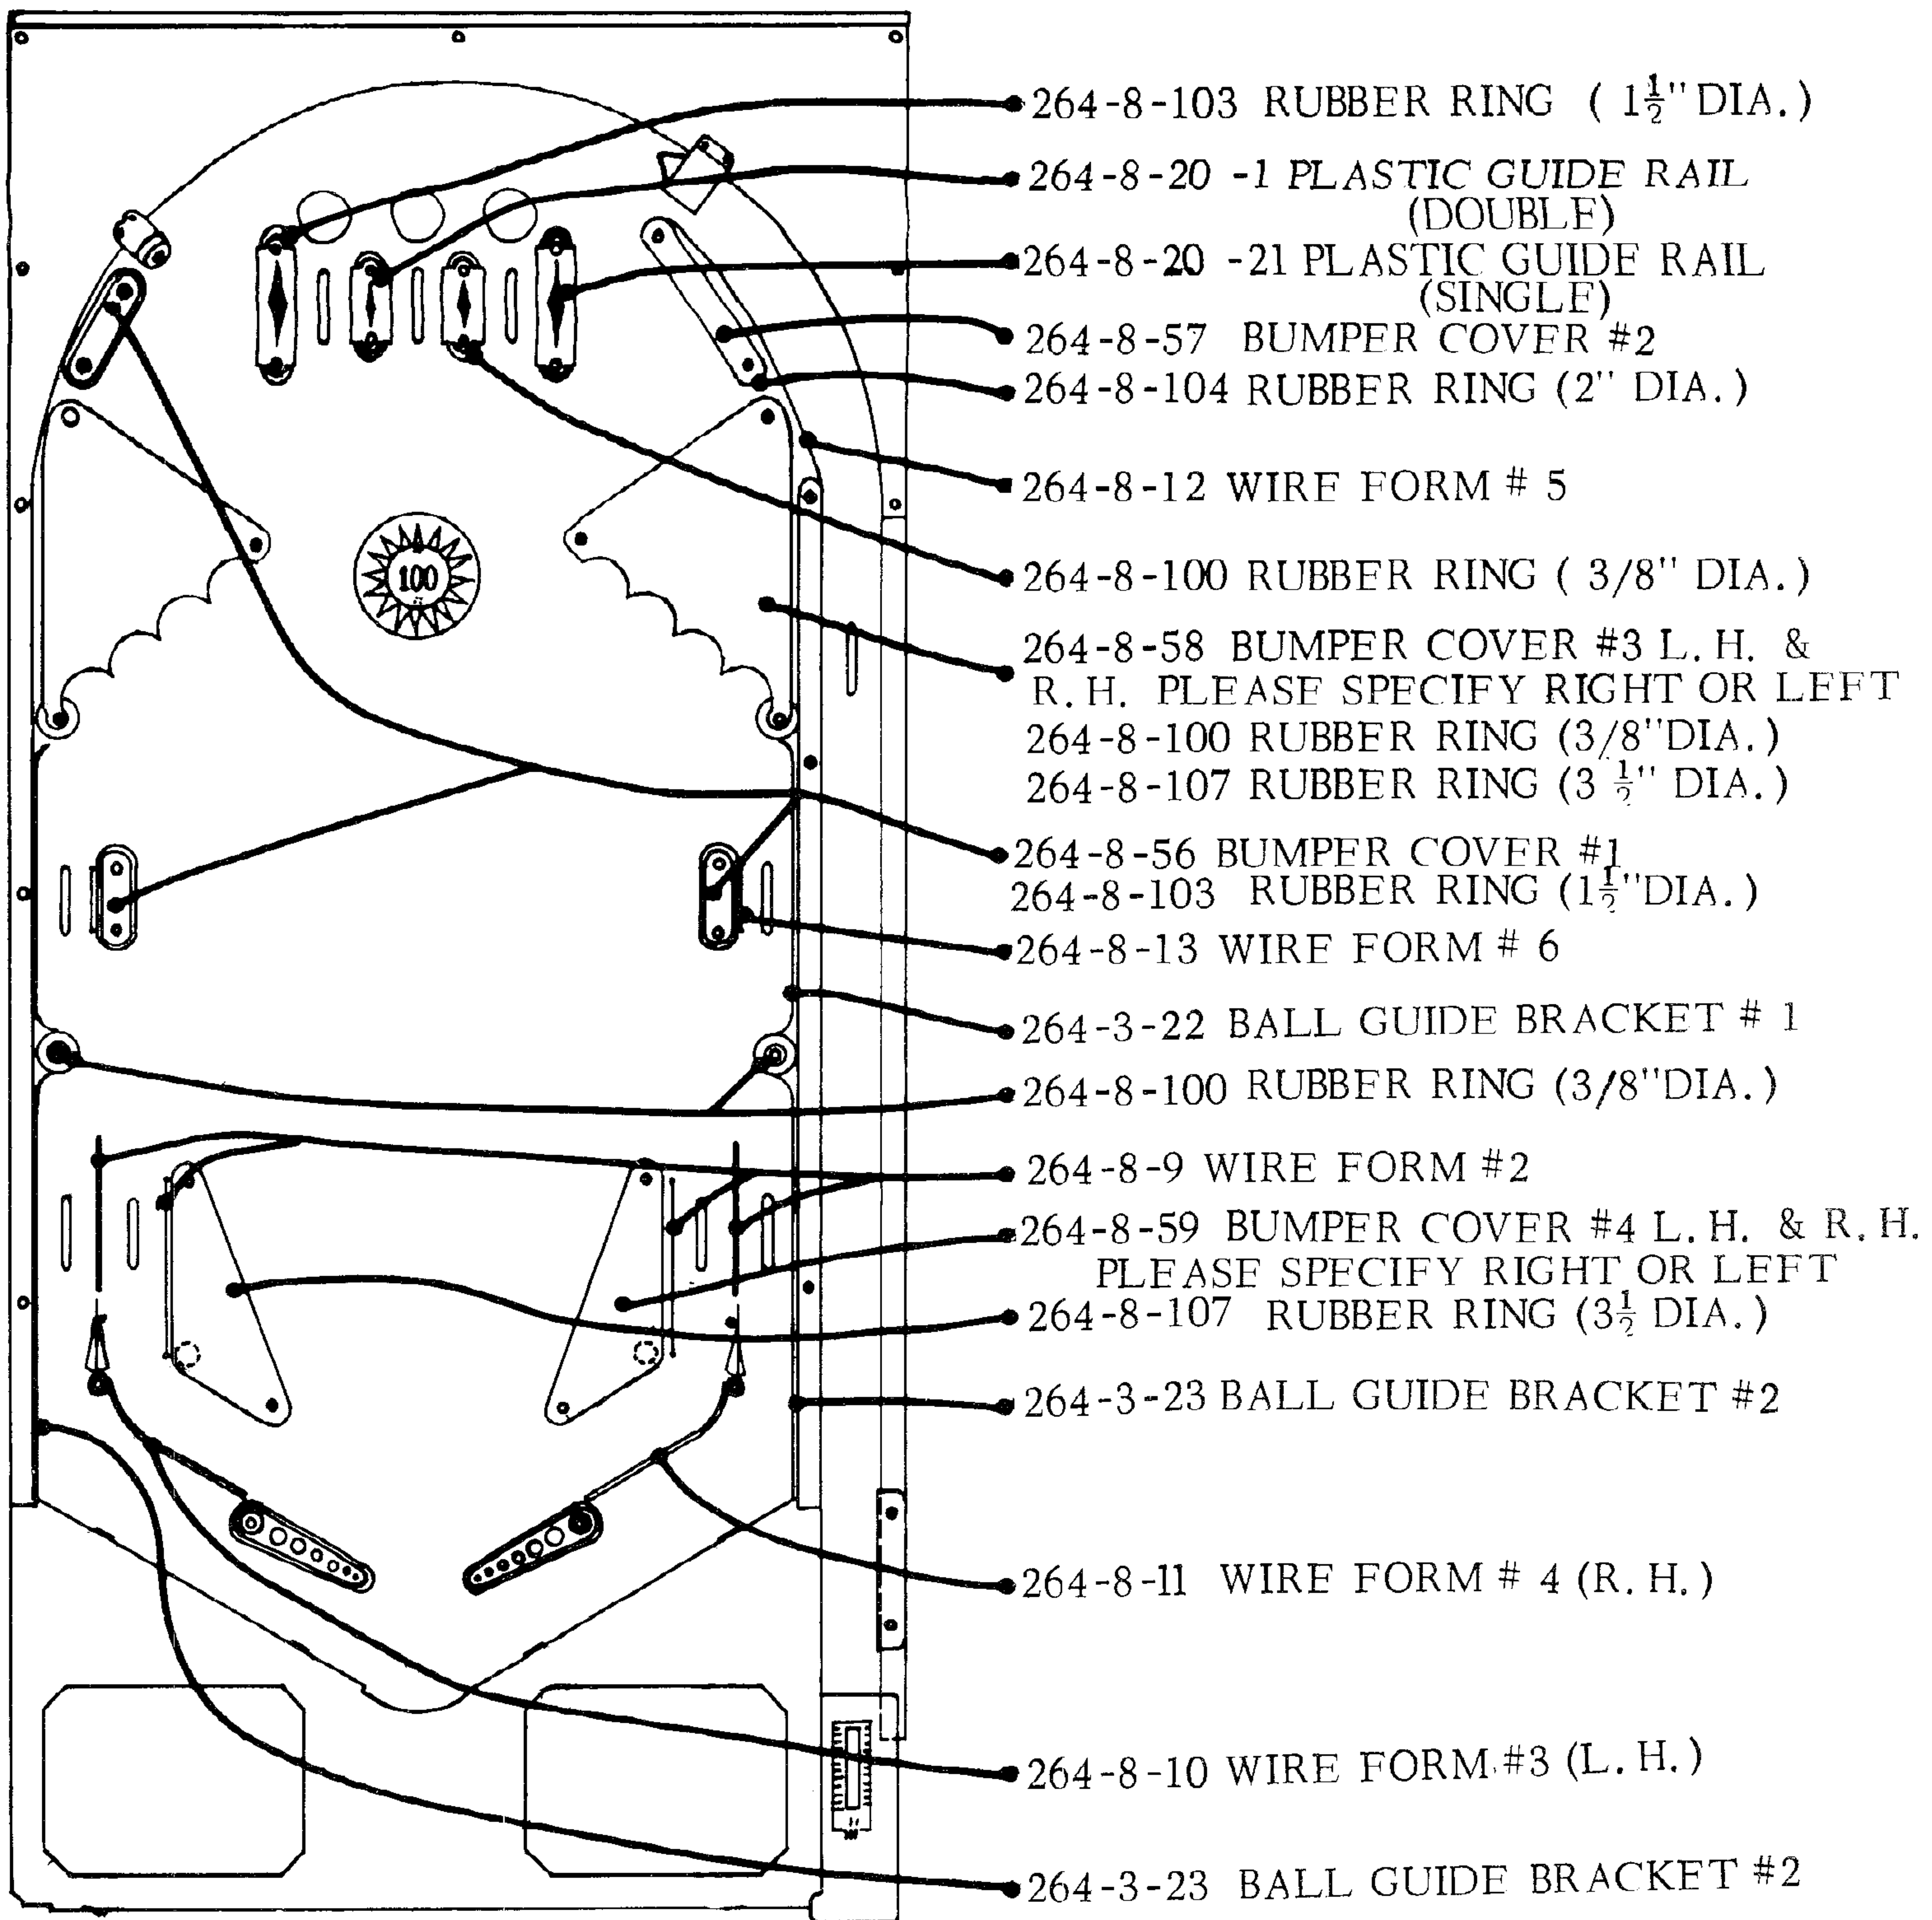 264-8-103 RUBBER RING ( 1½" DIA.)
264-8-20 -1 PLASTIC GUIDE RAIL
(DOUBLE)
264-8-20 -21 PLASTIC GUIDE RAIL
(SINGLE)
264-8-57 BUMPER COVER #2
264-8-104 RUBBER RING (2" DIA.)
264-8-12 WIRE FORM # 5
264-8-100 RUBBER RING ( 3/8" DIA.)
264-8-58 BUMPER COVER #3 L.H. &
R.H. PLEASE SPECIFY RIGHT OR LEFT
264-8-100 RUBBER RING (3/8"DIA.)
264-8-107 RUBBER RING (3 ½" DIA.)
264-8-56 BUMPER COVER #1
264-8-103 RUBBER RING (1½"DIA.)
264-8-13 WIRE FORM # 6
264-3-22 BALL GUIDE BRACKET # 1
264-8-100 RUBBER RING (3/8"DIA.)
264-8-9 WIRE FORM #2
264-8-59 BUMPER COVER #4 L.H. & R.H.
PLEASE SPECIFY RIGHT OR LEFT
264-8-107 RUBBER RING (3½ DIA.)
264-3-23 BALL GUIDE BRACKET #2
264-8-11 WIRE FORM # 4 (R.H.)
264-8-10 WIRE FORM #3 (L.H.)
264-3-23 BALL GUIDE BRACKET #2
100